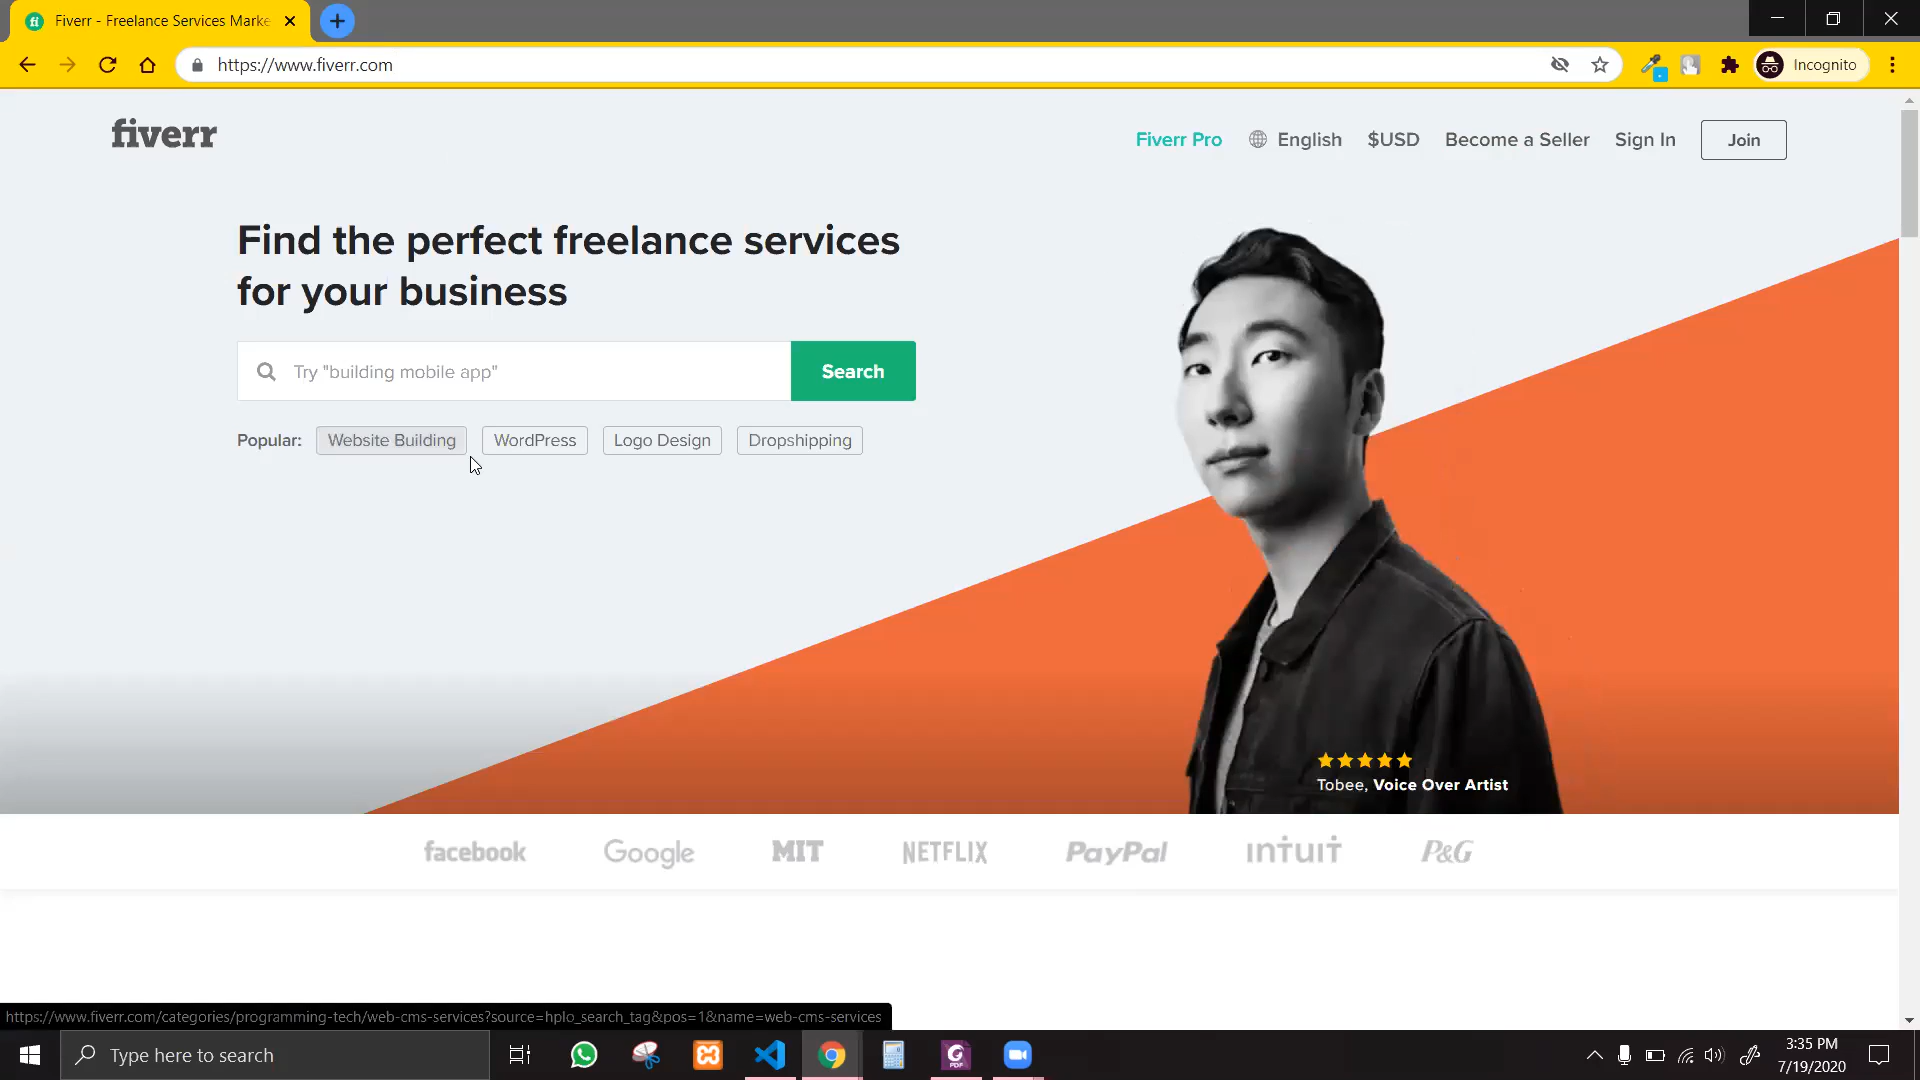 Fiverr - Freelance Services Marke
https://www.fiverr.com
Incognito
fiverr
Fiverr Pro
English
$USD
Become a Seller
Sign In
Join
Find the perfect freelance services
for your business
Try "building mobile app"
Search
Popular:
Website Building
WordPress
Logo Design
Dropshipping
Tobee, Voice Over Artist
facebook
Google
MIT
NETFLIX
PayPal
intuit
P&G
https://www.fiverr.com/categories/programming-tech/web-cms-services?source=hplo_search_tag&pos=1&name=web-cms-services
Type here to search
PDF
3:35 PM
7/19/2020